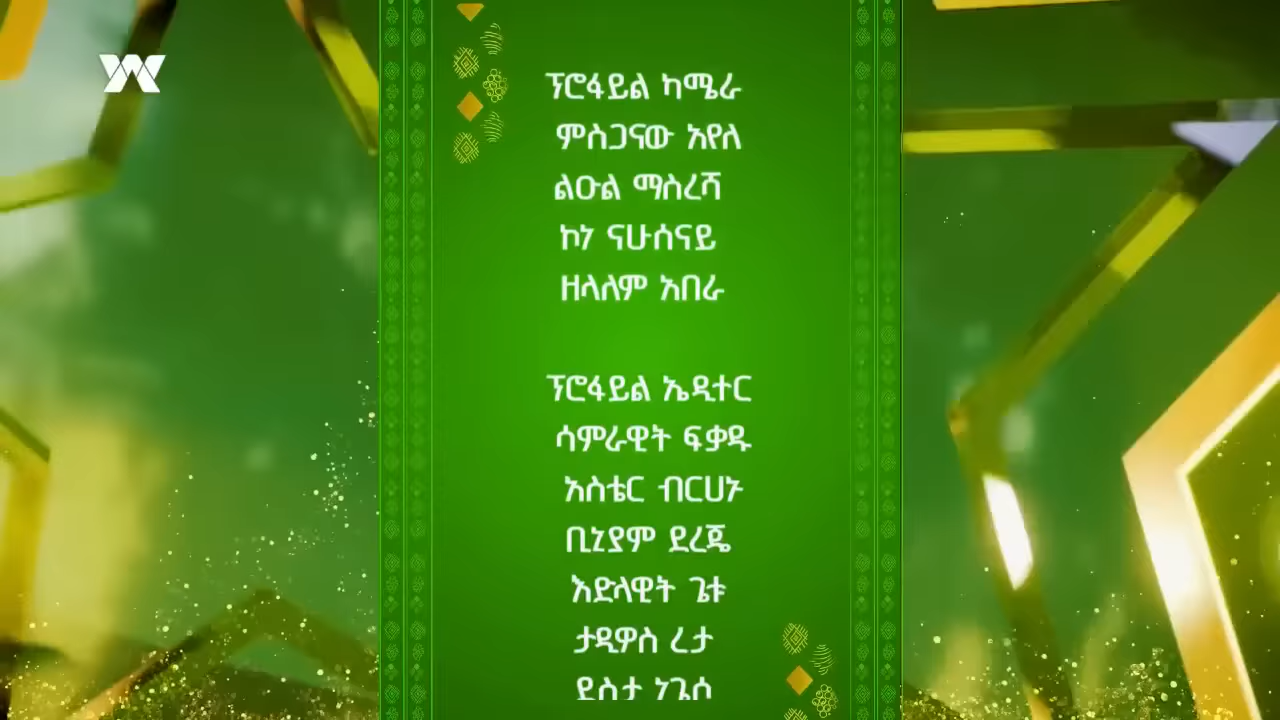 ፕሮፋይል ካሜራ
ምስጋናው አየለ
ልዑል ማስረሻ
ኮነ ናሁሰናይ
ዘላለም አበራ
ፕሮፋይል ኤዲተር
ሳምራዊት ፍቃዱ
አስቴር ብርሀኑ
ቢኒያም ደረጄ
እድላዊት ጌቱ
ታዲዎስ ረታ
ደስታ ነጊሶ